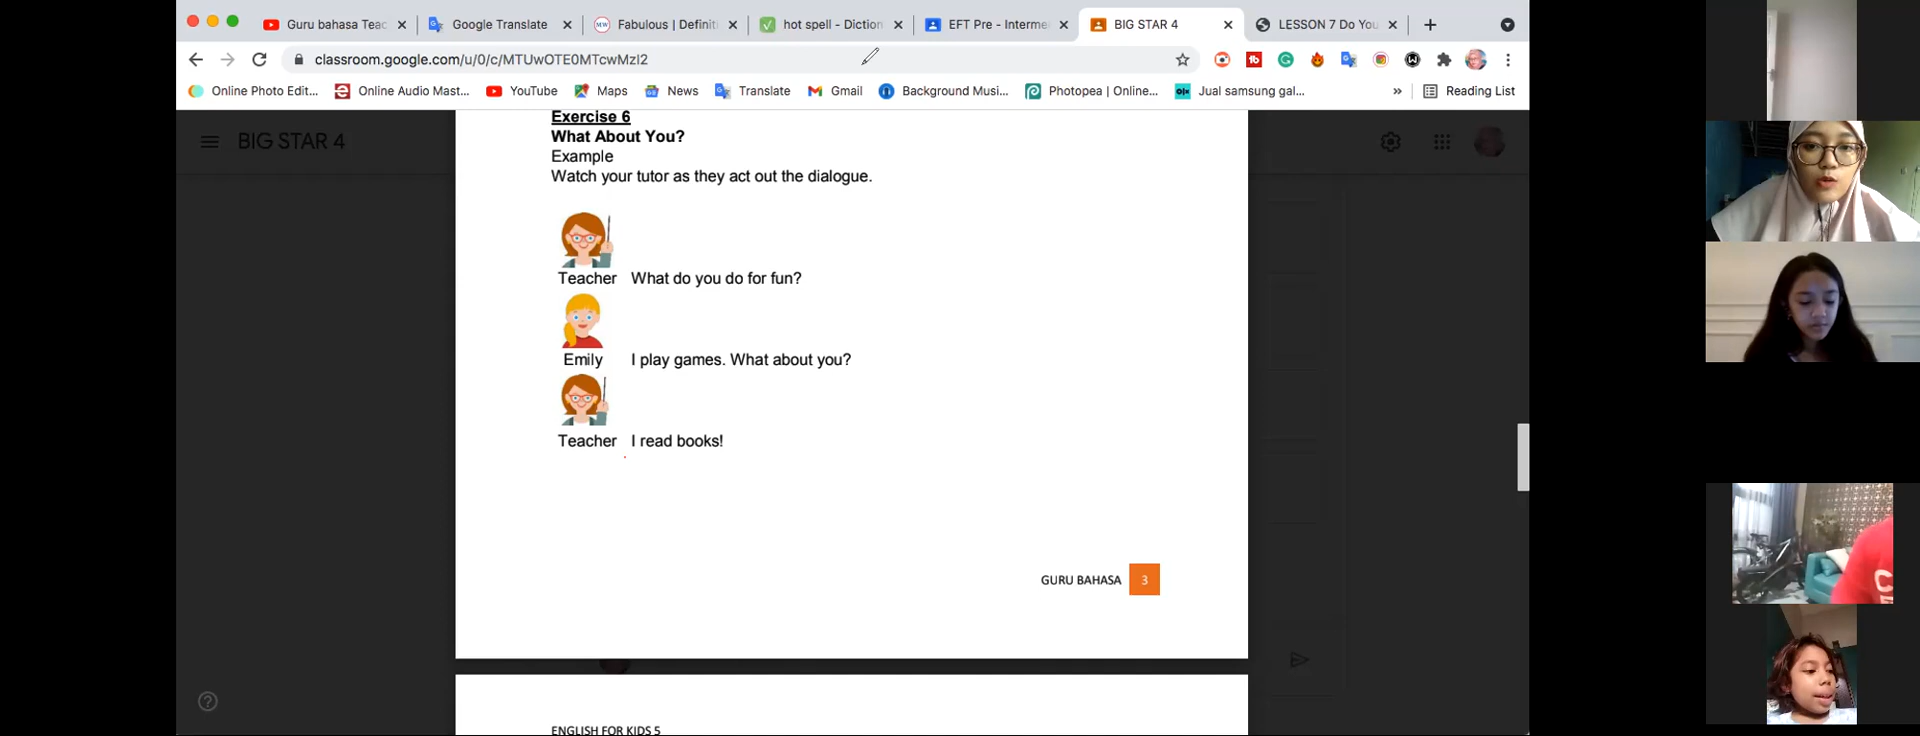 Guru bahasa Teac
Google Translate
Fabulous | Definiti
hot spell - Diction
EFT Pre - Interme
BIG STAR 4
LESSON 7 Do You
classroom.google.com/u/0/c/MTUwOTE0MTcwMzI2
Online Photo Edit...
Online Audio Mast...
YouTube
Maps
News
Translate
Gmail
Background Musi...
Photopea | Online...
Jual samsung gal...
»
Reading List
BIG STAR 4
Exercise 6
What About You?
Example
Watch your tutor as they act out the dialogue.
Teacher What do you do for fun?
Emily I play games. What about you?
Teacher I read books!
GURU BAHASA 3
ENGLISH FOR KIDS 5